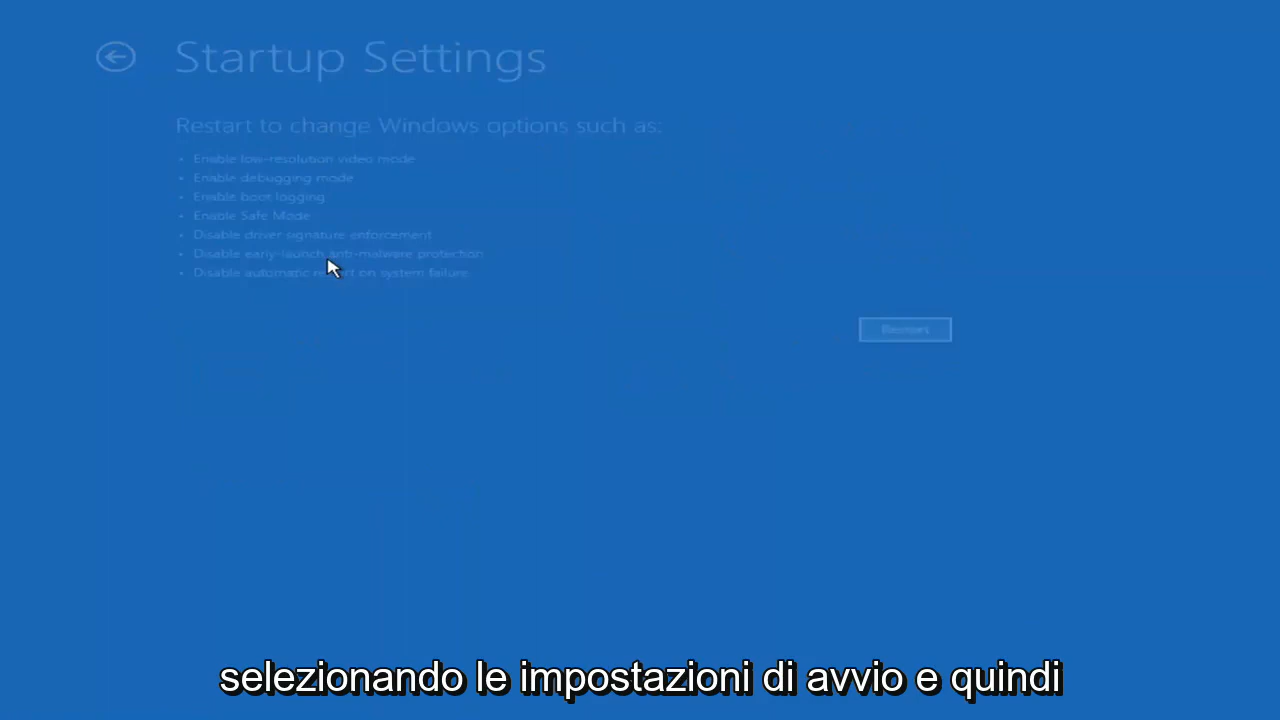 Startup Settings
Restart to change Windows options such as:
• Enable low-resolution video mode
• Enable debugging mode
• Enable boot logging
• Enable Safe Mode
• Disable driver signature enforcement
• Disable early-launch anti-malware protection
• Disable automatic restart on system failure
Restart
selezionando le impostazioni di avvio e quindi